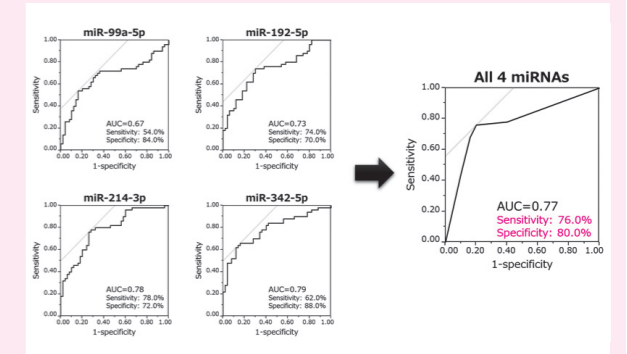 miR-99a-5p
1.00
0.80
0.60
0.40
0.20
0.00
Sensitivity
AUC=0.67
Sensitivity: 54.0%
Specificity: 84.0%
0.00 0.20 0.40 0.60 0.80 1.00
1-specificity
miR-192-5p
1.00
0.80
0.60
0.40
0.20
0.00
Sensitivity
AUC=0.73
Sensitivity: 74.0%
Specificity: 70.0%
0.00 0.20 0.40 0.60 0.80 1.00
1-specificity
miR-214-3p
1.00
0.80
0.60
0.40
0.20
0.00
Sensitivity
AUC=0.78
Sensitivity: 78.0%
Specificity: 72.0%
0.00 0.20 0.40 0.60 0.80 1.00
1-specificity
miR-342-5p
1.00
0.80
0.60
0.40
0.20
0.00
Sensitivity
AUC=0.79
Sensitivity: 62.0%
Specificity: 88.0%
0.00 0.20 0.40 0.60 0.80 1.00
1-specificity
All 4 miRNAs
1.00
0.80
0.60
0.40
0.20
0.00
Sensitivity
AUC=0.77
Sensitivity: 76.0%
Specificity: 80.0%
0.00 0.20 0.40 0.60 0.80 1.00
1-specificity